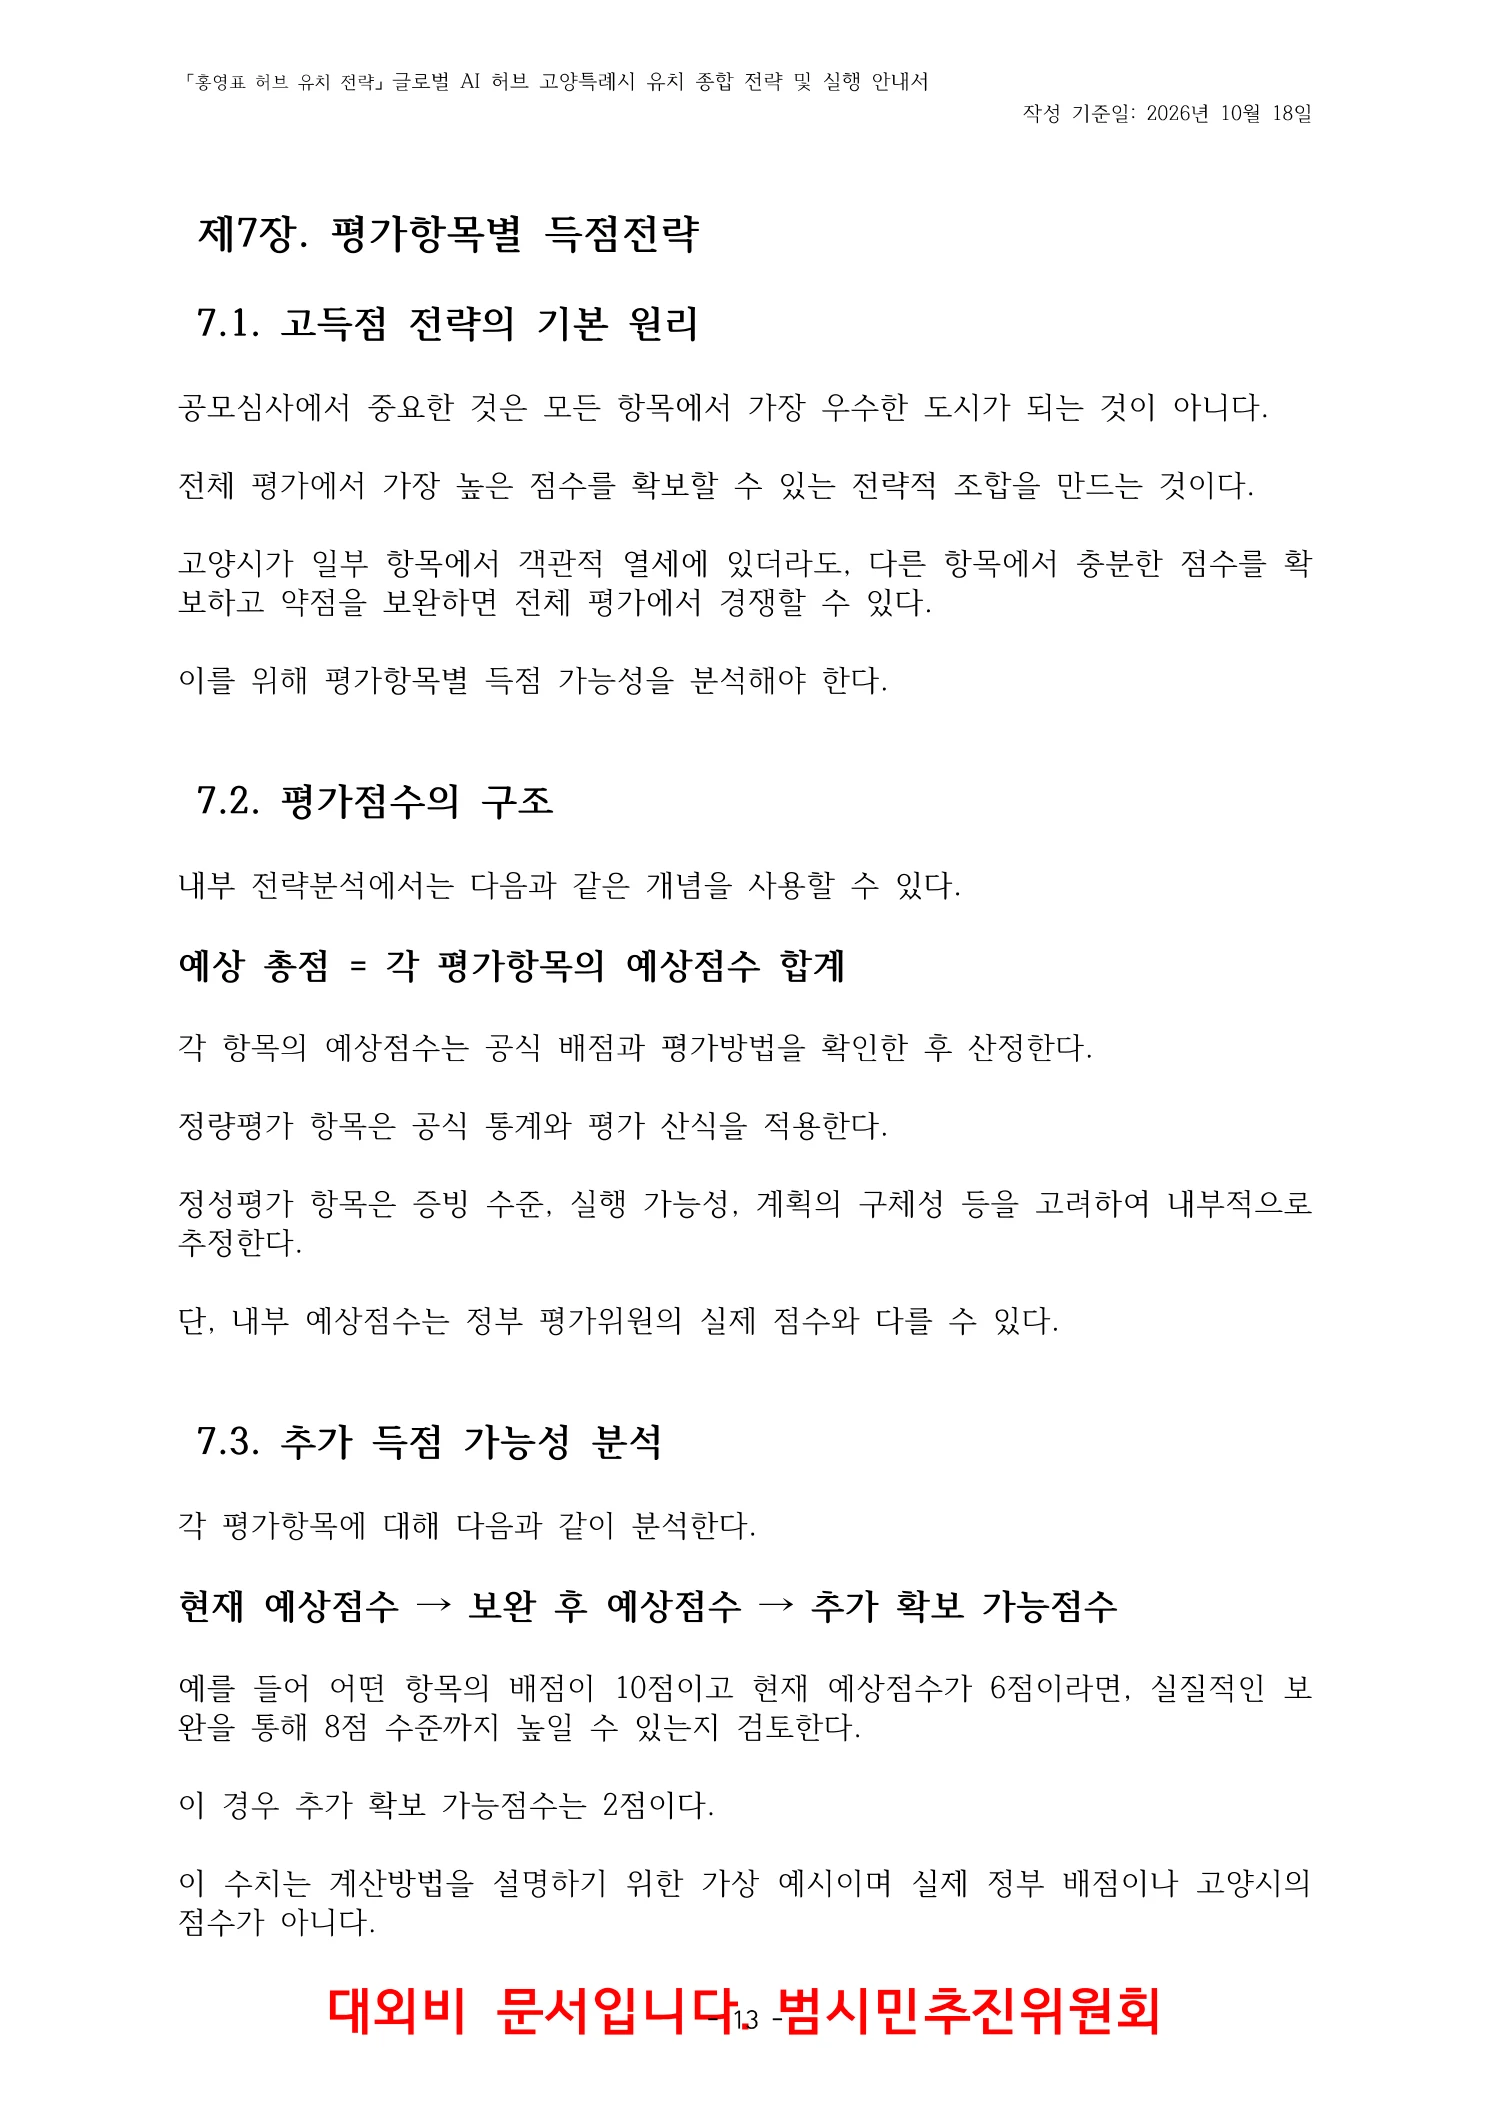 「홍영표 허브 유치 전략」 글로벌 AI 허브 고양특례시 유치 종합 전략 및 실행 안내서
작성 기준일: 2026년 10월 18일
제7장. 평가항목별 득점전략
7.1. 고득점 전략의 기본 원리
공모심사에서 중요한 것은 모든 항목에서 가장 우수한 도시가 되는 것이 아니다.
전체 평가에서 가장 높은 점수를 확보할 수 있는 전략적 조합을 만드는 것이다.
고양시가 일부 항목에서 객관적 열세에 있더라도, 다른 항목에서 충분한 점수를 확
보하고 약점을 보완하면 전체 평가에서 경쟁할 수 있다.
이를 위해 평가항목별 득점 가능성을 분석해야 한다.
7.2. 평가점수의 구조
내부 전략분석에서는 다음과 같은 개념을 사용할 수 있다.
예상 총점 = 각 평가항목의 예상점수 합계
각 항목의 예상점수는 공식 배점과 평가방법을 확인한 후 산정한다.
정량평가 항목은 공식 통계와 평가 산식을 적용한다.
정성평가 항목은 증빙 수준, 실행 가능성, 계획의 구체성 등을 고려하여 내부적으로
추정한다.
단, 내부 예상점수는 정부 평가위원의 실제 점수와 다를 수 있다.
7.3. 추가 득점 가능성 분석
각 평가항목에 대해 다음과 같이 분석한다.
현재 예상점수 → 보완 후 예상점수 → 추가 확보 가능점수
예를 들어 어떤 항목의 배점이 10점이고 현재 예상점수가 6점이라면, 실질적인 보
완을 통해 8점 수준까지 높일 수 있는지 검토한다.
이 경우 추가 확보 가능점수는 2점이다.
이 수치는 계산방법을 설명하기 위한 가상 예시이며 실제 정부 배점이나 고양시의
점수가 아니다.
대외비 문서입니다. 범시민추진위원회
- 13 -